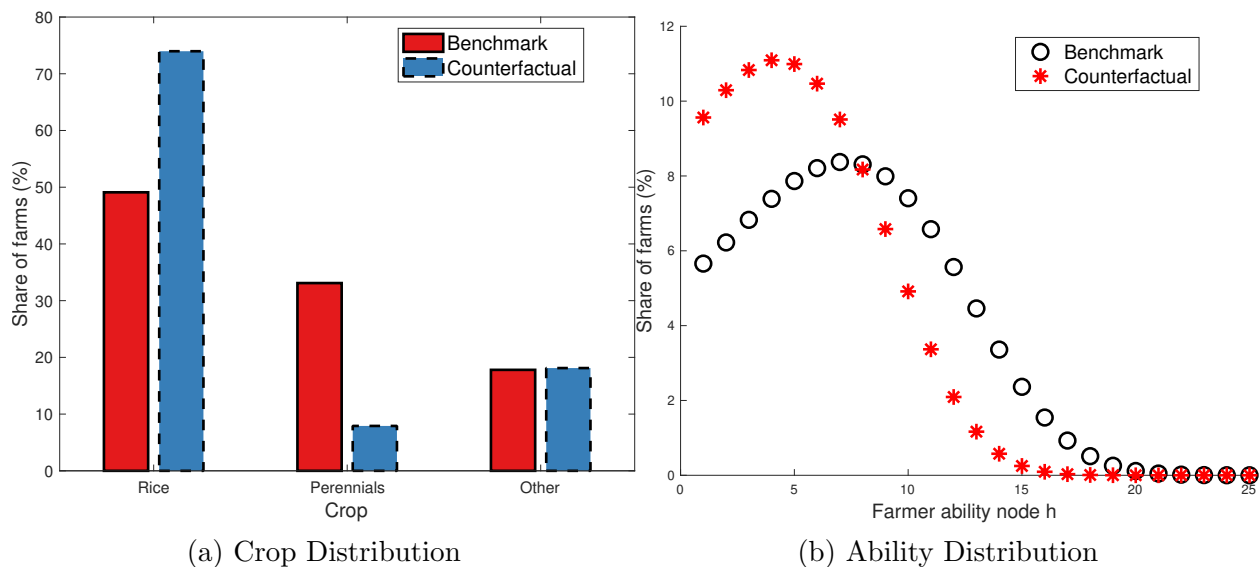 80
70
60
50
40
30
20
10
0
Share of farms (%)
Benchmark
Counterfactual
Rice
Perennials
Other
Crop
(a) Crop Distribution
12
10
8
6
4
2
0
Share of farms (%)
Benchmark
Counterfactual
0
5
10
15
20
25
Farmer ability node h
(b) Ability Distribution